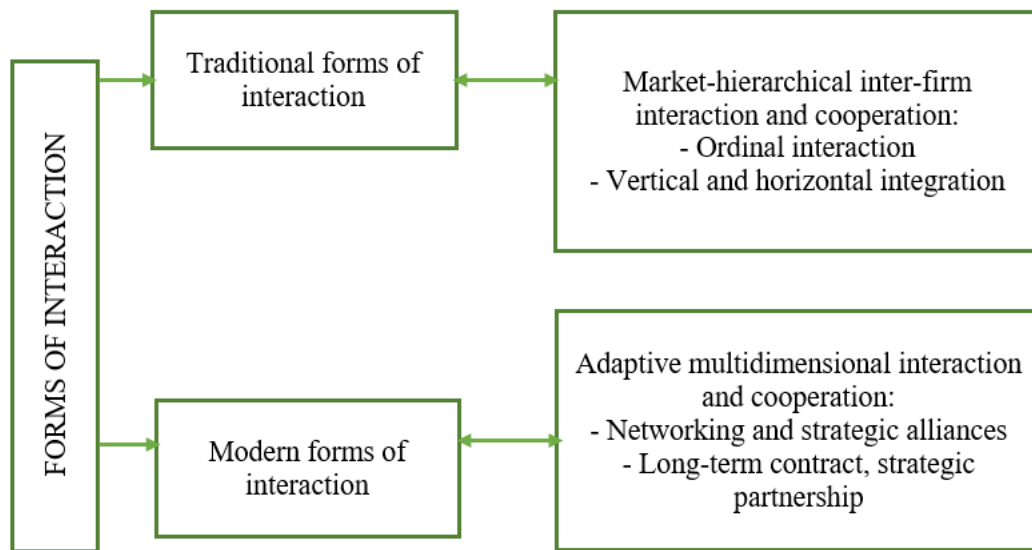 FORMS OF INTERACTION
Traditional forms of
interaction
Market-hierarchical inter-firm
interaction and cooperation:
- Ordinal interaction
- Vertical and horizontal integration
Modern forms of
interaction
Adaptive multidimensional interaction
and cooperation:
- Networking and strategic alliances
- Long-term contract, strategic
partnership